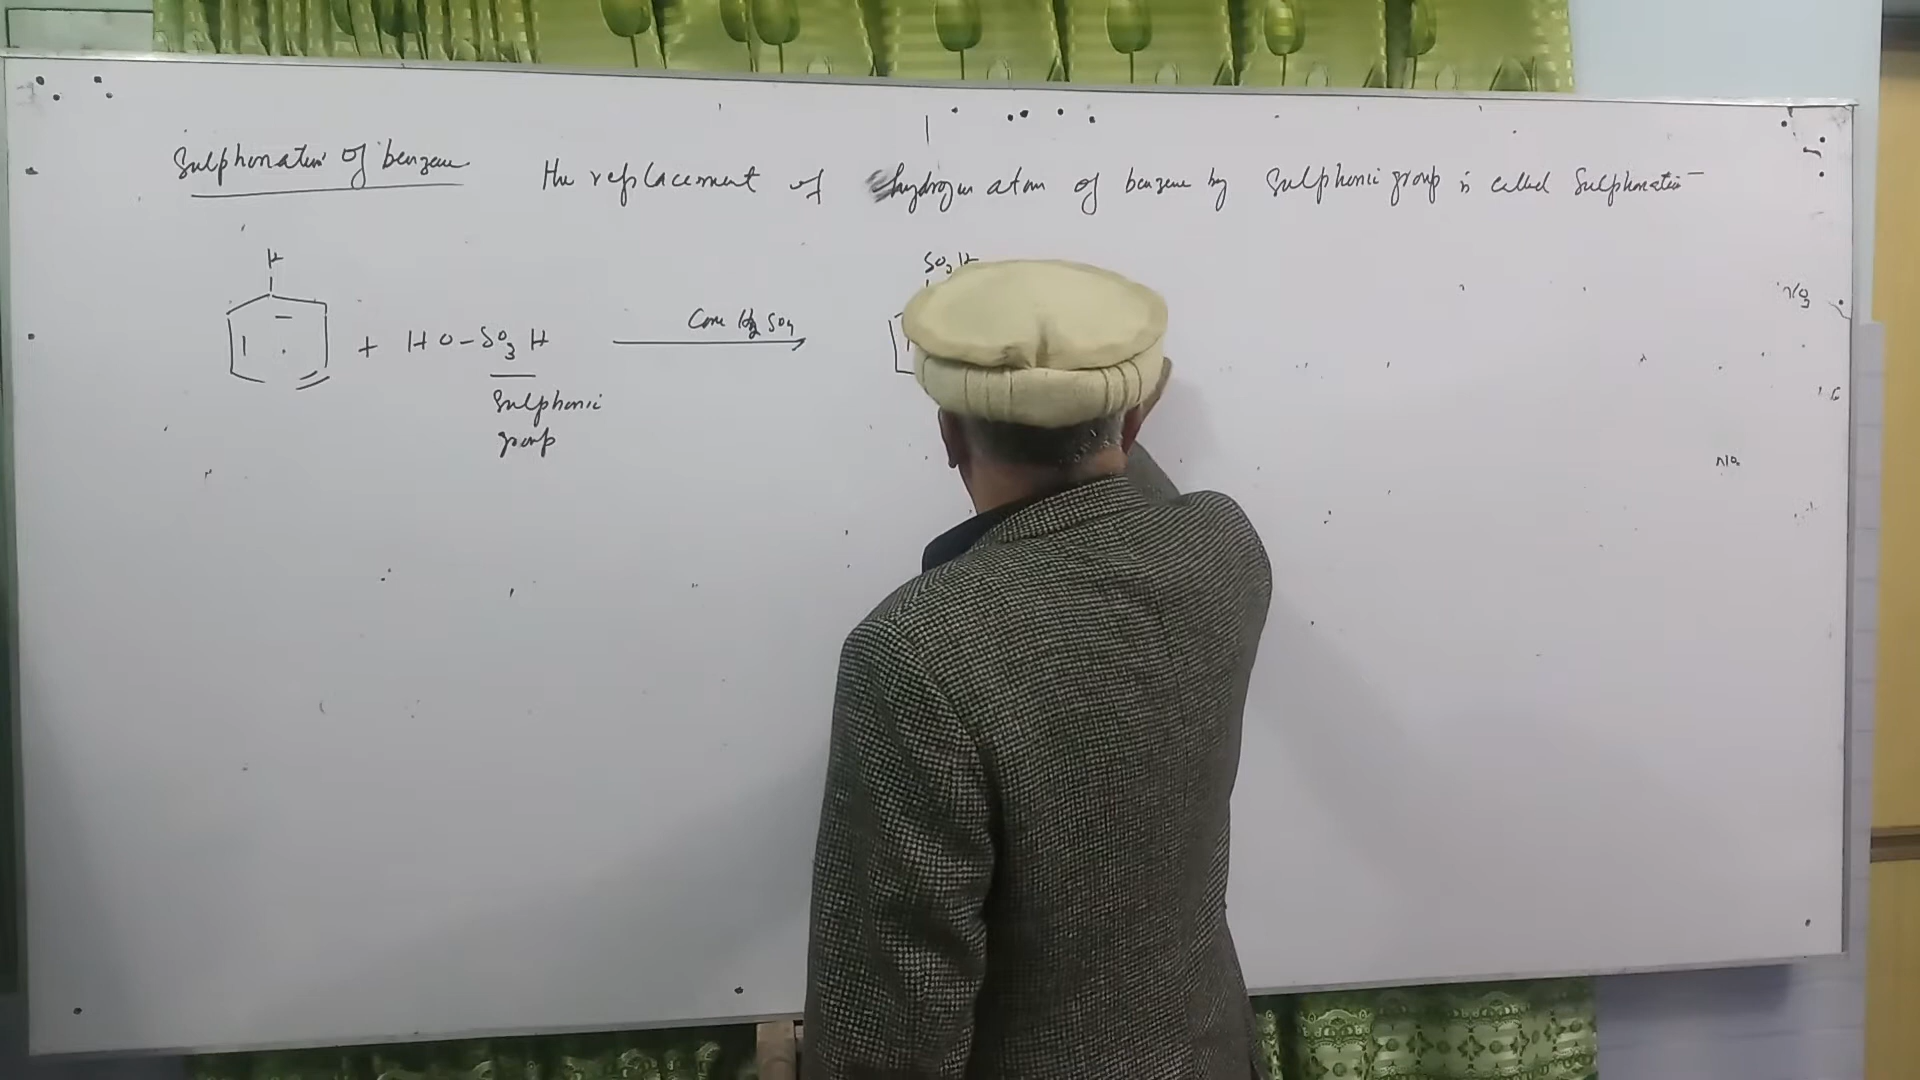 Sulphonation of benzene The replacement of hydrogen atom of benzene by Sulphonic group is called Sulphonation
H
SO3H
+ HO-SO3H
Conc H2SO4
Sulphonic
group